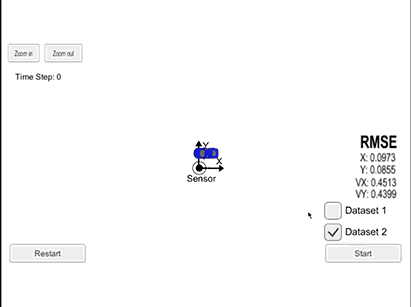 Zoom in
Zoom out
Time Step: 0
Y
X
Sensor
RMSE
X: 0.0973
Y: 0.0855
VX: 0.4513
VY: 0.4399
Dataset 1
Dataset 2
Restart
Start